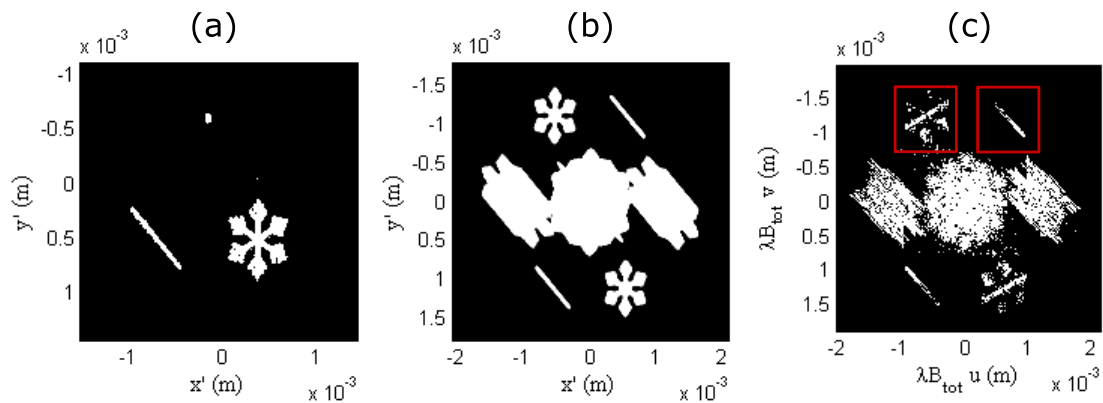 (a)
(b)
(c)
x 10⁻³
-1
-0.5
0
0.5
1
y' (m)
-1
0
1
x' (m)
x 10⁻³
x 10⁻³
-1.5
-1
-0.5
0
0.5
1
1.5
y' (m)
-2
-1
0
1
2
x' (m)
x 10⁻³
x 10⁻³
-1.5
-1
-0.5
0
0.5
1
1.5
λB_tot v (m)
-2
-1
0
1
2
λB_tot u (m)
x 10⁻³